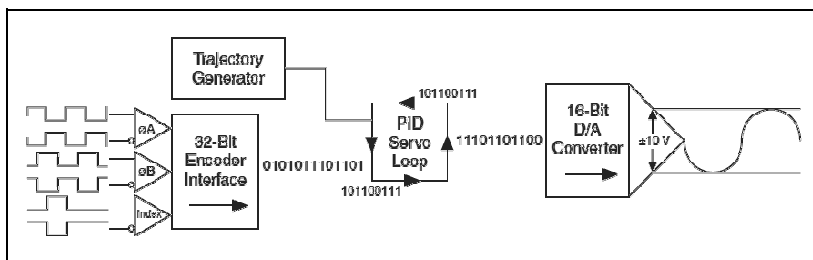 Trajectory
Generator
øA
øB
Index
32-Bit
Encoder
Interface
0101011101101
101100111
PID
Servo
Loop
101100111
11101101100
16-Bit
D/A
Converter
±10 V